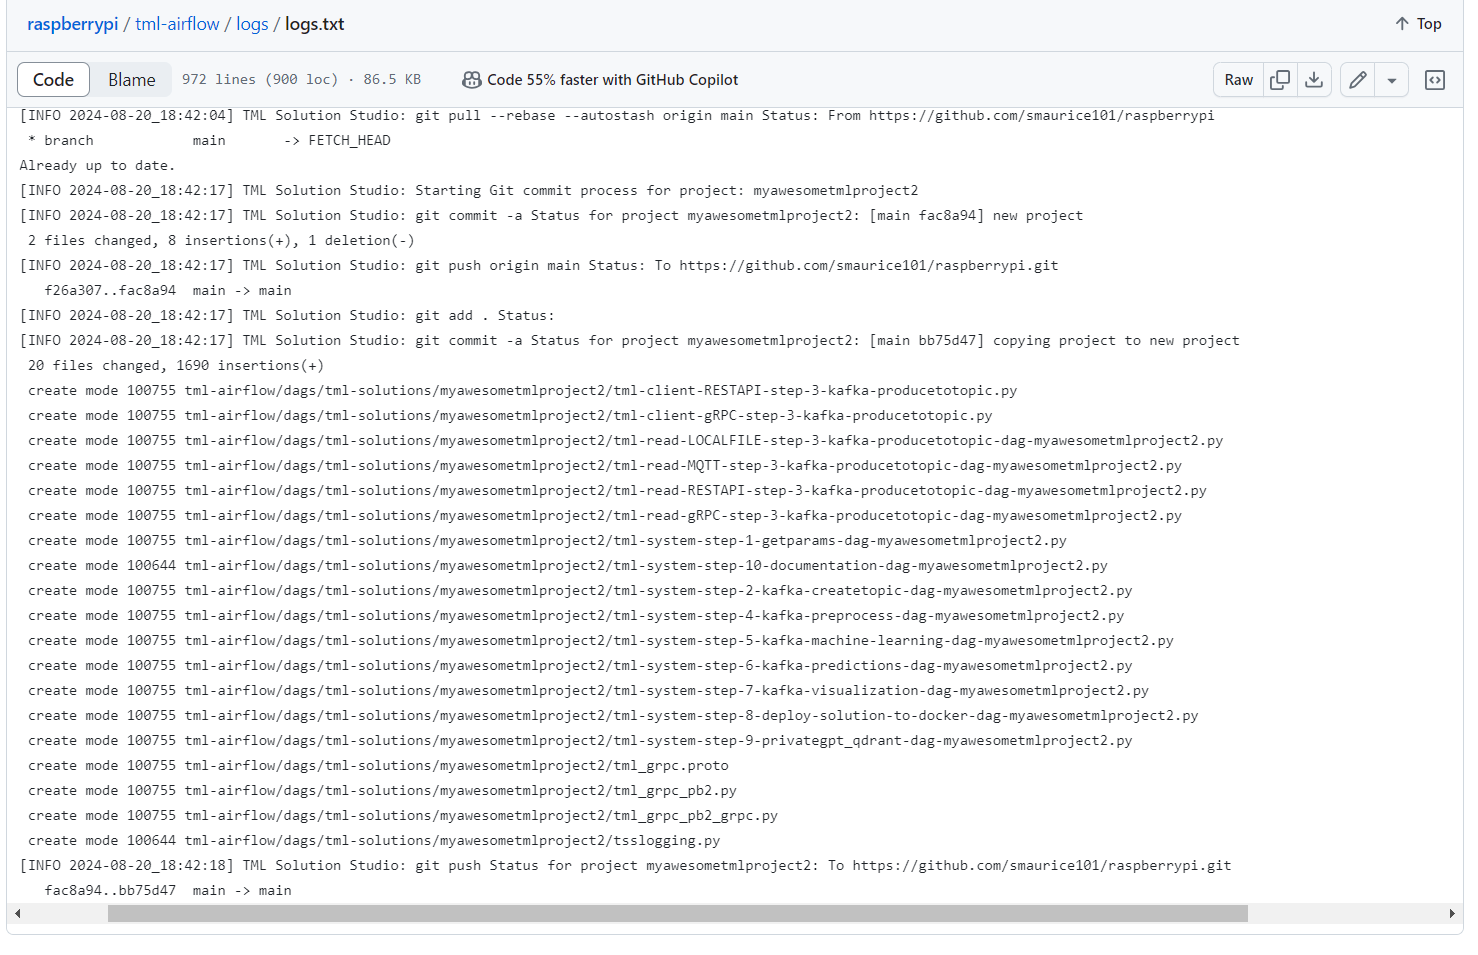 raspberrypi / tml-airflow / logs / logs.txt
Top
Code Blame 972 lines (900 loc) · 86.5 KB Code 55% faster with GitHub Copilot Raw
[INFO 2024-08-20_18:42:04] TML Solution Studio: git pull --rebase --autostash origin main Status: From https://github.com/smaurice101/raspberrypi
* branch main -> FETCH_HEAD
Already up to date.
[INFO 2024-08-20_18:42:17] TML Solution Studio: Starting Git commit process for project: myawesometmlproject2
[INFO 2024-08-20_18:42:17] TML Solution Studio: git commit -a Status for project myawesometmlproject2: [main fac8a94] new project
2 files changed, 8 insertions(+), 1 deletion(-)
[INFO 2024-08-20_18:42:17] TML Solution Studio: git push origin main Status: To https://github.com/smaurice101/raspberrypi.git
f26a307..fac8a94 main -> main
[INFO 2024-08-20_18:42:17] TML Solution Studio: git add . Status:
[INFO 2024-08-20_18:42:17] TML Solution Studio: git commit -a Status for project myawesometmlproject2: [main bb75d47] copying project to new project
20 files changed, 1690 insertions(+)
create mode 100755 tml-airflow/dags/tml-solutions/myawesometmlproject2/tml-client-RESTAPI-step-3-kafka-producetotopic.py
create mode 100755 tml-airflow/dags/tml-solutions/myawesometmlproject2/tml-client-gRPC-step-3-kafka-producetotopic.py
create mode 100755 tml-airflow/dags/tml-solutions/myawesometmlproject2/tml-read-LOCALFILE-step-3-kafka-producetotopic-dag-myawesometmlproject2.py
create mode 100755 tml-airflow/dags/tml-solutions/myawesometmlproject2/tml-read-MQTT-step-3-kafka-producetotopic-dag-myawesometmlproject2.py
create mode 100755 tml-airflow/dags/tml-solutions/myawesometmlproject2/tml-read-RESTAPI-step-3-kafka-producetotopic-dag-myawesometmlproject2.py
create mode 100755 tml-airflow/dags/tml-solutions/myawesometmlproject2/tml-read-gRPC-step-3-kafka-producetotopic-dag-myawesometmlproject2.py
create mode 100755 tml-airflow/dags/tml-solutions/myawesometmlproject2/tml-system-step-1-getparams-dag-myawesometmlproject2.py
create mode 100644 tml-airflow/dags/tml-solutions/myawesometmlproject2/tml-system-step-10-documentation-dag-myawesometmlproject2.py
create mode 100755 tml-airflow/dags/tml-solutions/myawesometmlproject2/tml-system-step-2-kafka-createtopic-dag-myawesometmlproject2.py
create mode 100755 tml-airflow/dags/tml-solutions/myawesometmlproject2/tml-system-step-4-kafka-preprocess-dag-myawesometmlproject2.py
create mode 100755 tml-airflow/dags/tml-solutions/myawesometmlproject2/tml-system-step-5-kafka-machine-learning-dag-myawesometmlproject2.py
create mode 100755 tml-airflow/dags/tml-solutions/myawesometmlproject2/tml-system-step-6-kafka-predictions-dag-myawesometmlproject2.py
create mode 100755 tml-airflow/dags/tml-solutions/myawesometmlproject2/tml-system-step-7-kafka-visualization-dag-myawesometmlproject2.py
create mode 100755 tml-airflow/dags/tml-solutions/myawesometmlproject2/tml-system-step-8-deploy-solution-to-docker-dag-myawesometmlproject2.py
create mode 100755 tml-airflow/dags/tml-solutions/myawesometmlproject2/tml-system-step-9-privategpt_qdrant-dag-myawesometmlproject2.py
create mode 100755 tml-airflow/dags/tml-solutions/myawesometmlproject2/tml_grpc.proto
create mode 100755 tml-airflow/dags/tml-solutions/myawesometmlproject2/tml_grpc_pb2.py
create mode 100755 tml-airflow/dags/tml-solutions/myawesometmlproject2/tml_grpc_pb2_grpc.py
create mode 100644 tml-airflow/dags/tml-solutions/myawesometmlproject2/tsslogging.py
[INFO 2024-08-20_18:42:18] TML Solution Studio: git push Status for project myawesometmlproject2: To https://github.com/smaurice101/raspberrypi.git
fac8a94..bb75d47 main -> main